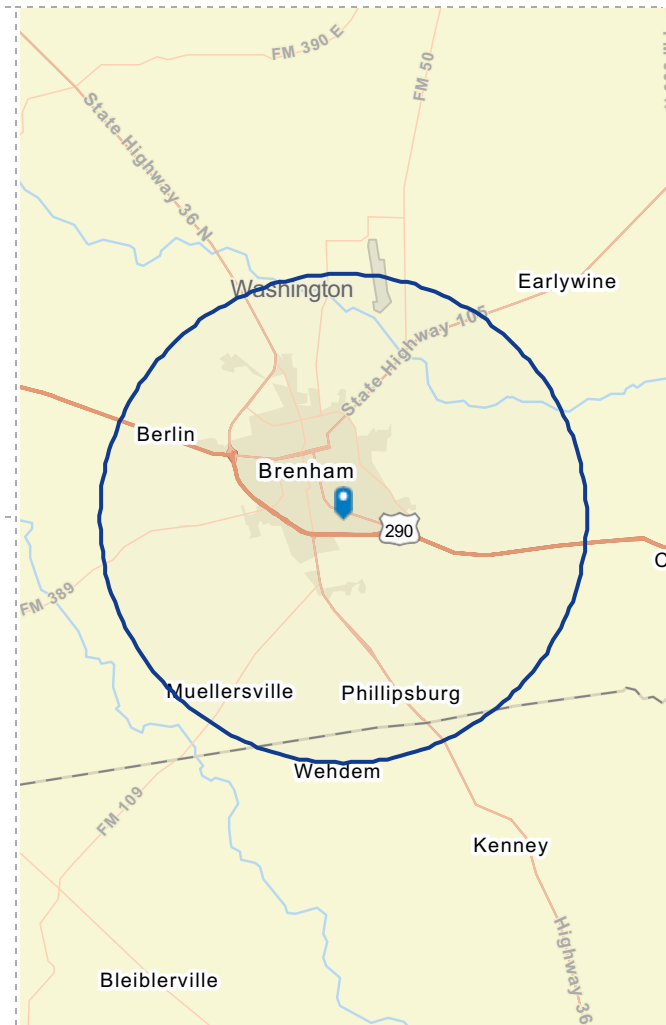 FM 390 E
FM 50
State Highway 36 N
Washington
Earlywine
State Highway 105
Berlin
Brenham
290
C
FM 389
Muellersville
Phillipsburg
Wehdem
FM 109
Kenney
Highway 36
Bleiblerville